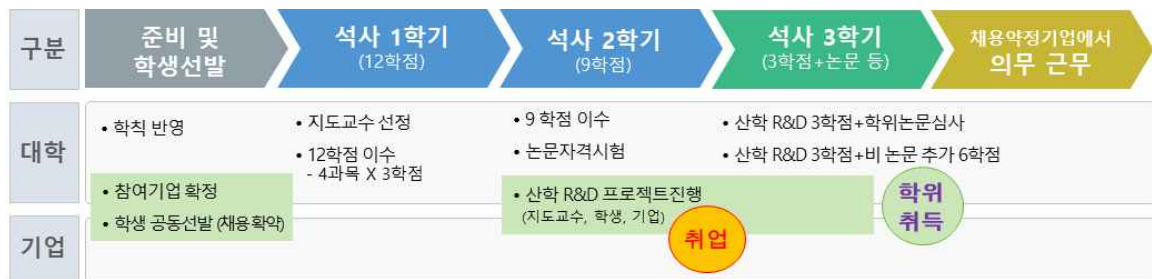 구분
준비 및
학생선발
석사 1학기
(12학점)
석사 2학기
(9학점)
석사 3학기
(3학점+논문 등)
채용약정기업에서
의무 근무
대학
• 학칙 반영
• 지도교수 선정
• 12학점 이수
- 4과목 X 3학점
• 9 학점 이수
• 논문자격시험
• 산학 R&D 3학점+학위논문심사
• 산학 R&D 3학점+비 논문 추가 6학점
• 참여기업 확정
• 학생 공동선발 (채용확약)
• 산학 R&D 프로젝트진행
(지도교수, 학생, 기업)
학위
취득
취업
기업